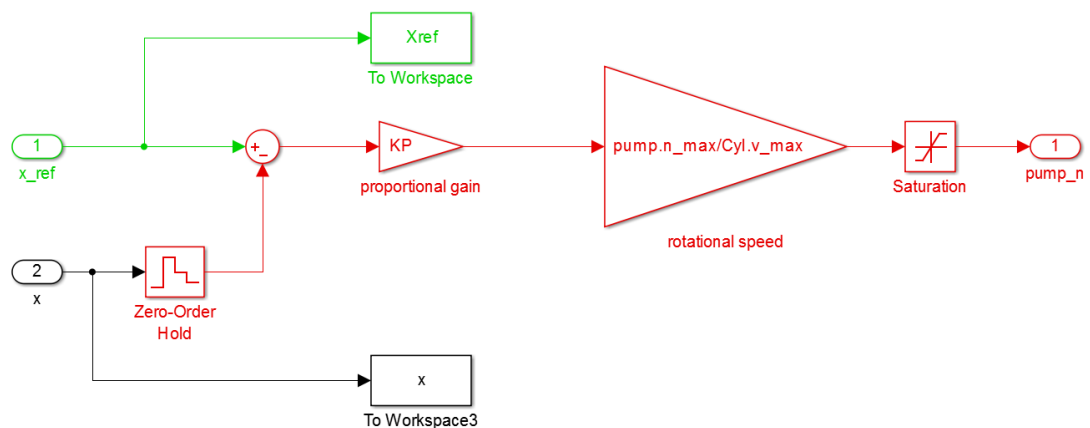 Xref
To Workspace
1
x_ref
+
−
KP
proportional gain
pump.n_max/Cyl.v_max
rotational speed
Saturation
1
pump_n
2
x
Zero-Order
Hold
x
To Workspace3